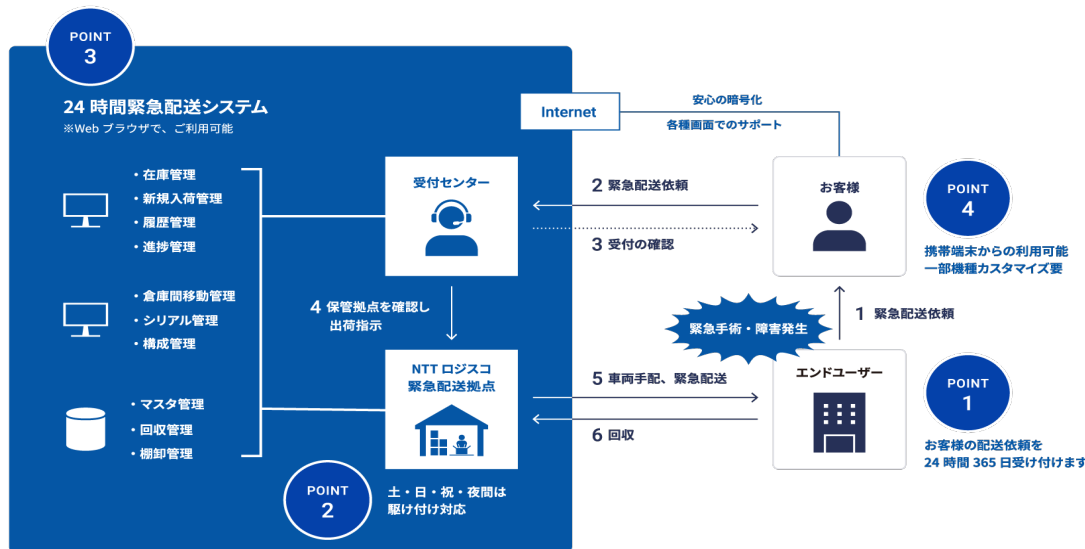 POINT
3
24 時間緊急配送システム
※Web ブラウザで、ご利用可能
・在庫管理
・新規入荷管理
・履歴管理
・進捗管理
・倉庫間移動管理
・シリアル管理
・構成管理
・マスタ管理
・回収管理
・棚卸管理
受付センター
4 保管拠点を確認し
出荷指示
NTT ロジスコ
緊急配送拠点
POINT
2
土・日・祝・夜間は
駆け付け対応
Internet
安心の暗号化
各種画面でのサポート
2 緊急配送依頼
3 受付の確認
お客様
POINT
4
携帯端末からの利用可能
一部機種カスタマイズ要
緊急手術・障害発生
1 緊急配送依頼
5 車両手配、緊急配送
6 回収
エンドユーザー
POINT
1
お客様の配送依頼を
24 時間 365 日受け付けます